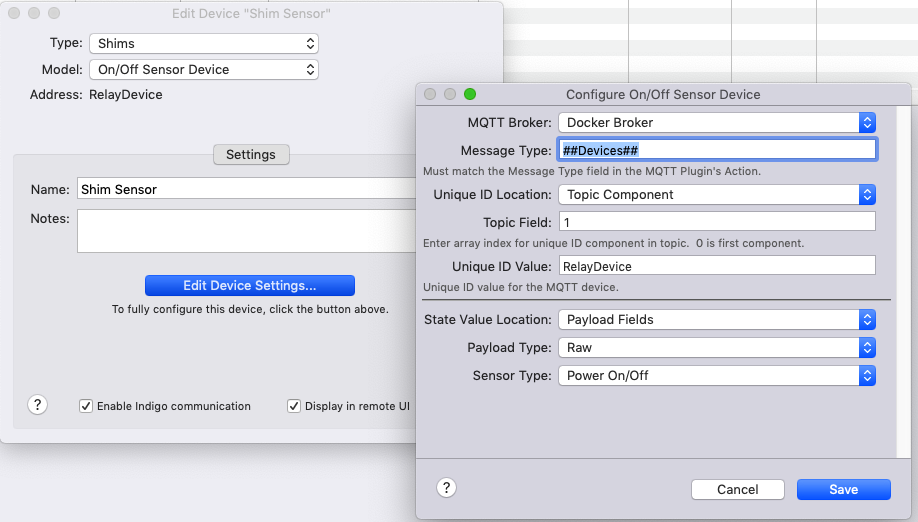 Edit Device "Shim Sensor"
Type: Shims
Model: On/Off Sensor Device
Address: RelayDevice
Settings
Name: Shim Sensor
Notes:
Edit Device Settings...
To fully configure this device, click the button above.
?
Enable Indigo communication
Display in remote UI
Configure On/Off Sensor Device
MQTT Broker: Docker Broker
Message Type: ##Devices##
Must match the Message Type field in the MQTT Plugin's Action.
Unique ID Location: Topic Component
Topic Field: 1
Enter array index for unique ID component in topic. 0 is first component.
Unique ID Value: RelayDevice
Unique ID value for the MQTT device.
State Value Location: Payload Fields
Payload Type: Raw
Sensor Type: Power On/Off
?
Cancel
Save